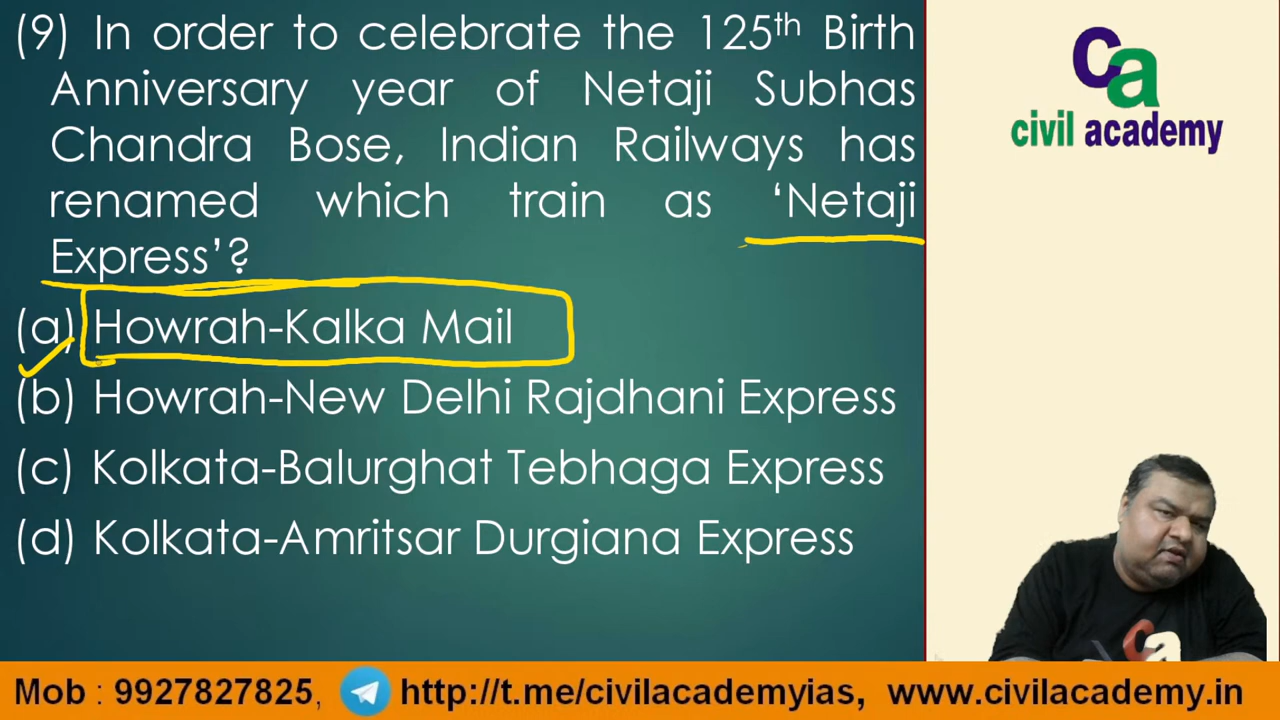 (9) In order to celebrate the 125th Birth
Anniversary year of Netaji Subhas
Chandra Bose, Indian Railways has
renamed which train as ‘Netaji
Express’?
(a) Howrah-Kalka Mail
(b) Howrah-New Delhi Rajdhani Express
(c) Kolkata-Balurghat Tebhaga Express
(d) Kolkata-Amritsar Durgiana Express
ca
civil academy
ca
Mob : 9927827825, http://t.me/civilacademyias, www.civilacademy.in